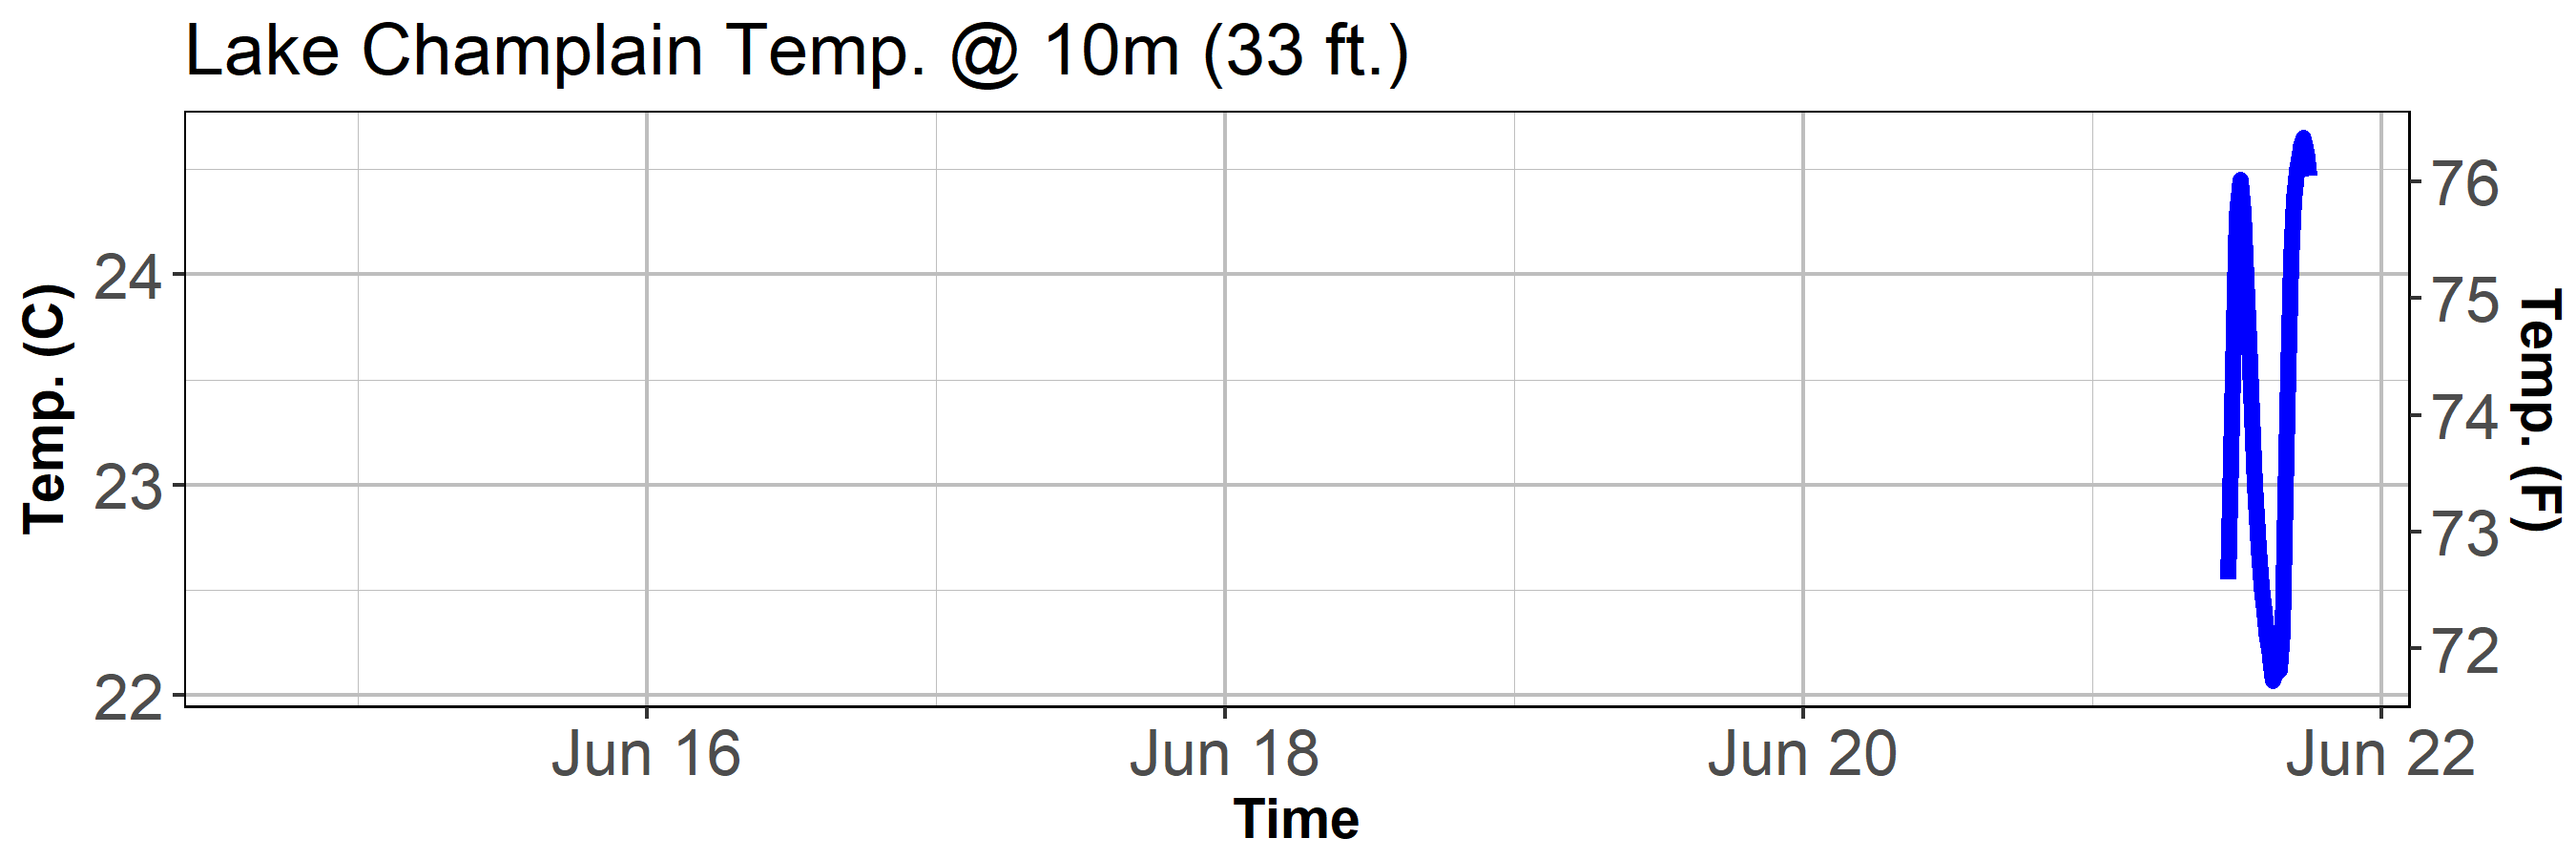 Lake Champlain Temp. @ 10m (33 ft.)
Temp. (C)
24
23
22
76
75
74
73
72
Temp. (F)
Jun 16 Jun 18 Jun 20 Jun 22
Time